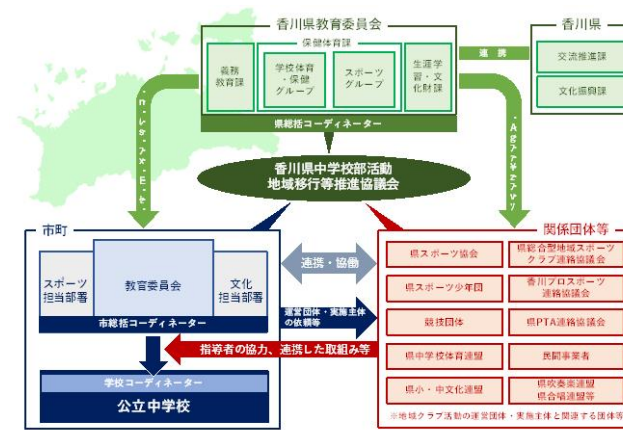 香川県教育委員会
保健体育課
義務
教育課
学校体育
・保健
グループ
スポーツ
グループ
生涯学
習・文
化財課
県総括コーディネーター
連携
香川県
交流推進課
文化振興課
香川県中学校部活動
地域移行等推進協議会
市町
スポーツ
担当部署
教育委員会
文化
担当部署
市総括コーディネーター
学校コーディネーター
公立中学校
連携・協働
運営団体・実施主体
の依頼等
指導者の協力、連携した取組み等
関係団体等
県スポーツ協会
県総合型地域スポーツ
クラブ連絡協議会
県スポーツ少年団
香川プロスポーツ
連絡協議会
競技団体
県PTA連絡協議会
県中学校体育連盟
民間事業者
県小・中文化連盟
県吹奏楽連盟
県合唱連盟等
※地域クラブ活動の運営団体・実施主体と関連する団体等